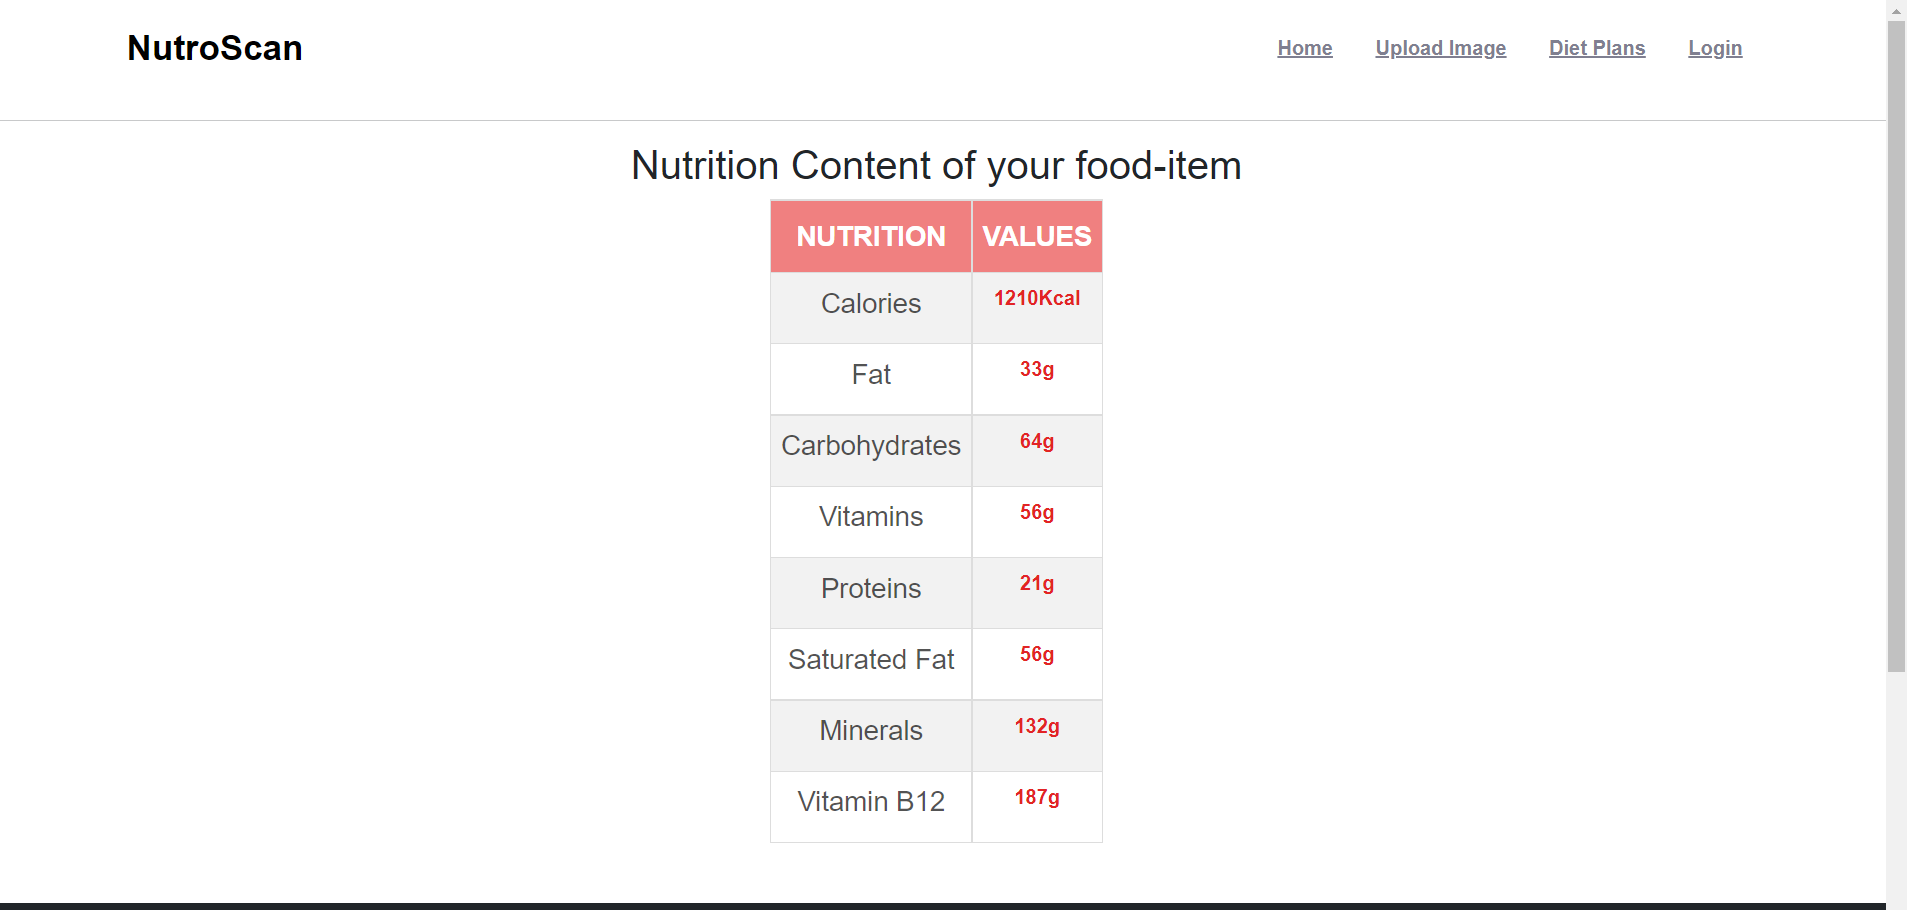 NutroScan Home Upload Image Diet Plans Login
Nutrition Content of your food-item
NUTRITION VALUES
Calories 1210Kcal
Fat 33g
Carbohydrates 64g
Vitamins 56g
Proteins 21g
Saturated Fat 56g
Minerals 132g
Vitamin B12 187g